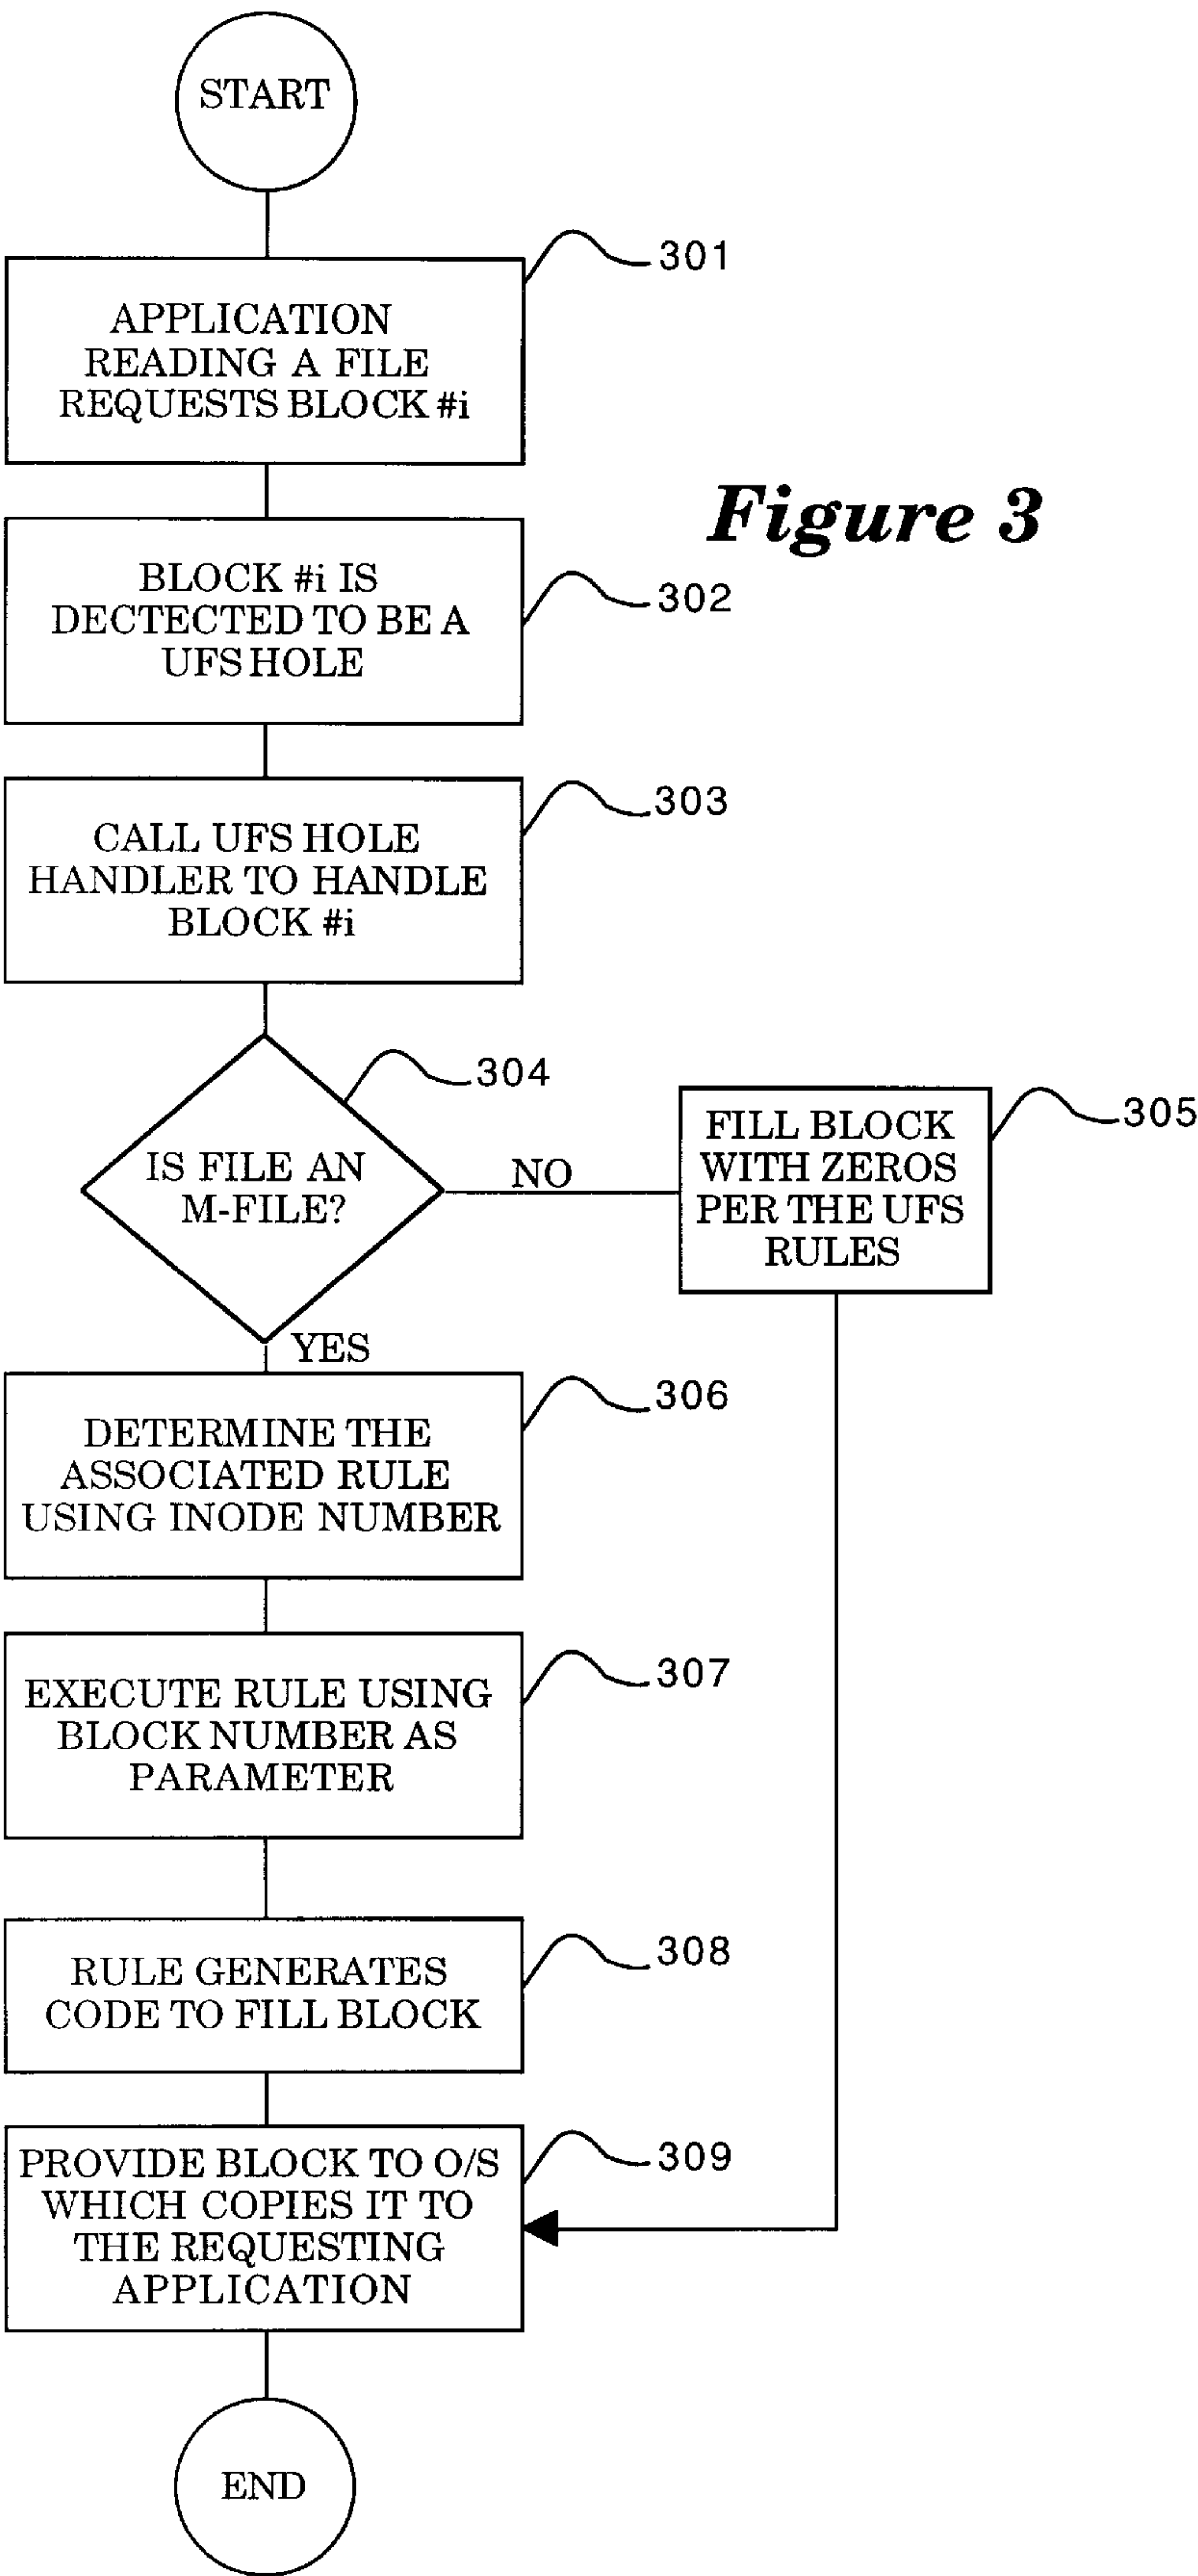 START
301
APPLICATION
READING A FILE
REQUESTS BLOCK #i
Figure 3
302
BLOCK #i IS
DECTECTED TO BE A
UFS HOLE
303
CALL UFS HOLE
HANDLER TO HANDLE
BLOCK #i
304
IS FILE AN
M-FILE?
NO
305
FILL BLOCK
WITH ZEROS
PER THE UFS
RULES
YES
306
DETERMINE THE
ASSOCIATED RULE
USING INODE NUMBER
307
EXECUTE RULE USING
BLOCK NUMBER AS
PARAMETER
308
RULE GENERATES
CODE TO FILL BLOCK
309
PROVIDE BLOCK TO O/S
WHICH COPIES IT TO
THE REQUESTING
APPLICATION
END